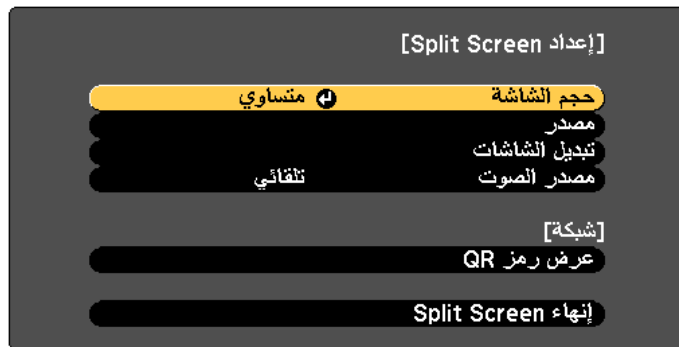 [إعداد Split Screen]
حجم الشاشة متساوي
مصدر
تبديل الشاشات
مصدر الصوت تلقائي
[شبكة]
عرض رمز QR
إنهاء Split Screen